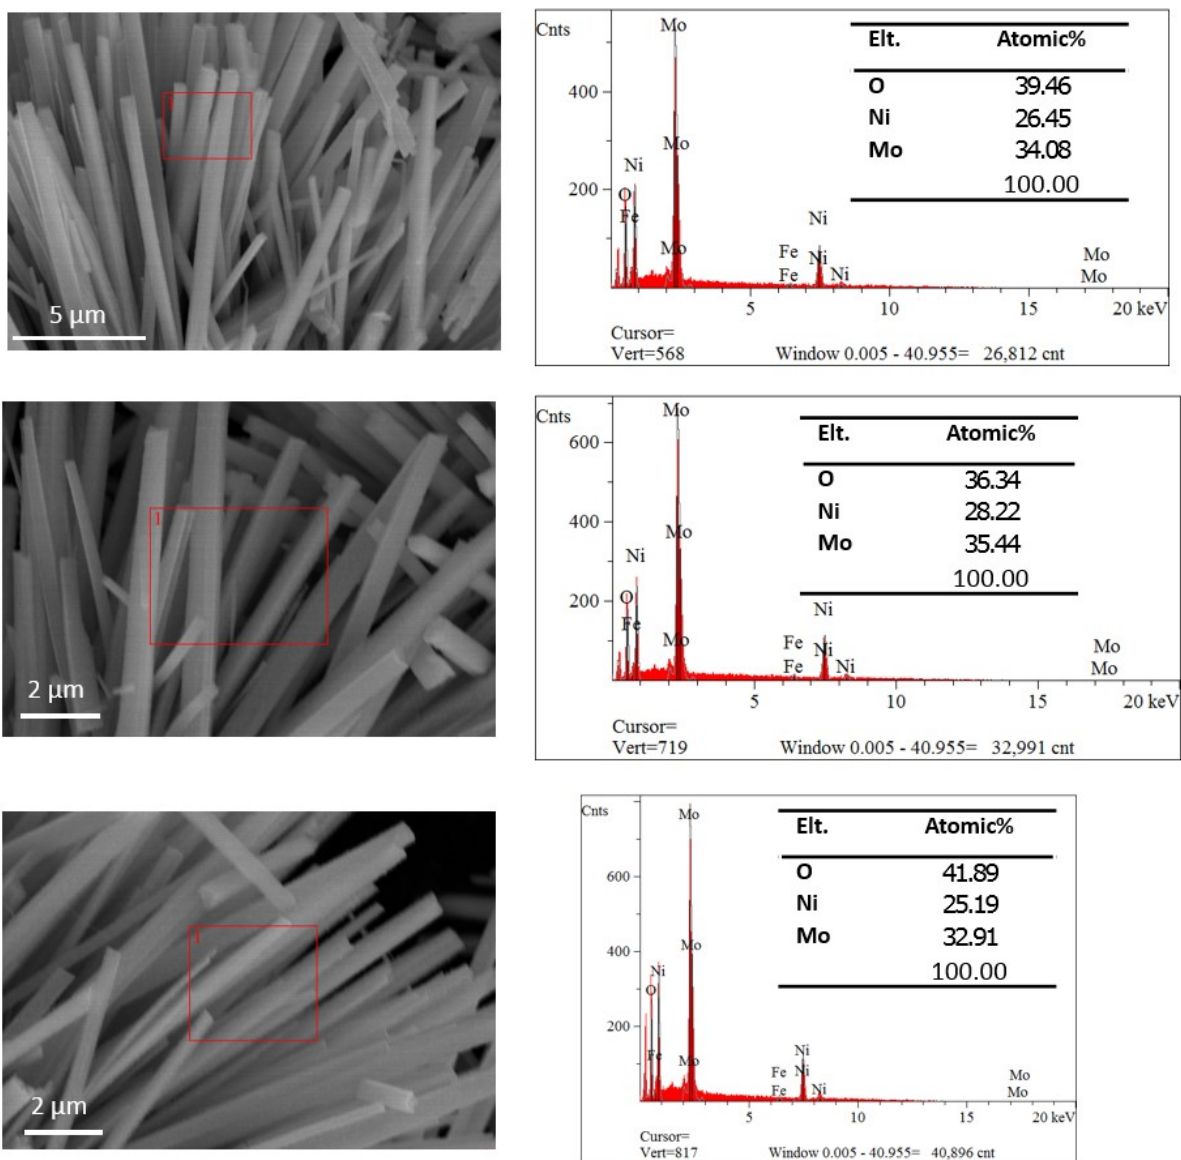 1
5 µm
Cnts
Mo
Elt. Atomic%
O 39.46
Ni 26.45
Mo 34.08
100.00
400
Mo
Ni
200
O
Fe
Mo
Ni
Fe Ni
Fe Ni
Mo
Mo
5 10 15 20 keV
Cursor=
Vert=568 Window 0.005 - 40.955= 26,812 cnt
1
2 µm
Cnts
Mo
Elt. Atomic%
O 36.34
Ni 28.22
Mo 35.44
100.00
600
400
Mo
Ni
200
O
Fe
Mo
Ni
Fe Ni
Fe Ni
Mo
Mo
5 10 15 20 keV
Cursor=
Vert=719 Window 0.005 - 40.955= 32,991 cnt
1
2 µm
Cnts
Mo
Elt. Atomic%
O 41.89
Ni 25.19
Mo 32.91
100.00
600
400
Mo
Ni
O
200
Fe
Mo
Ni
Fe Ni
Fe Ni
Mo
Mo
5 10 15 20 keV
Cursor=
Vert=817 Window 0.005 - 40.955= 40,896 cnt